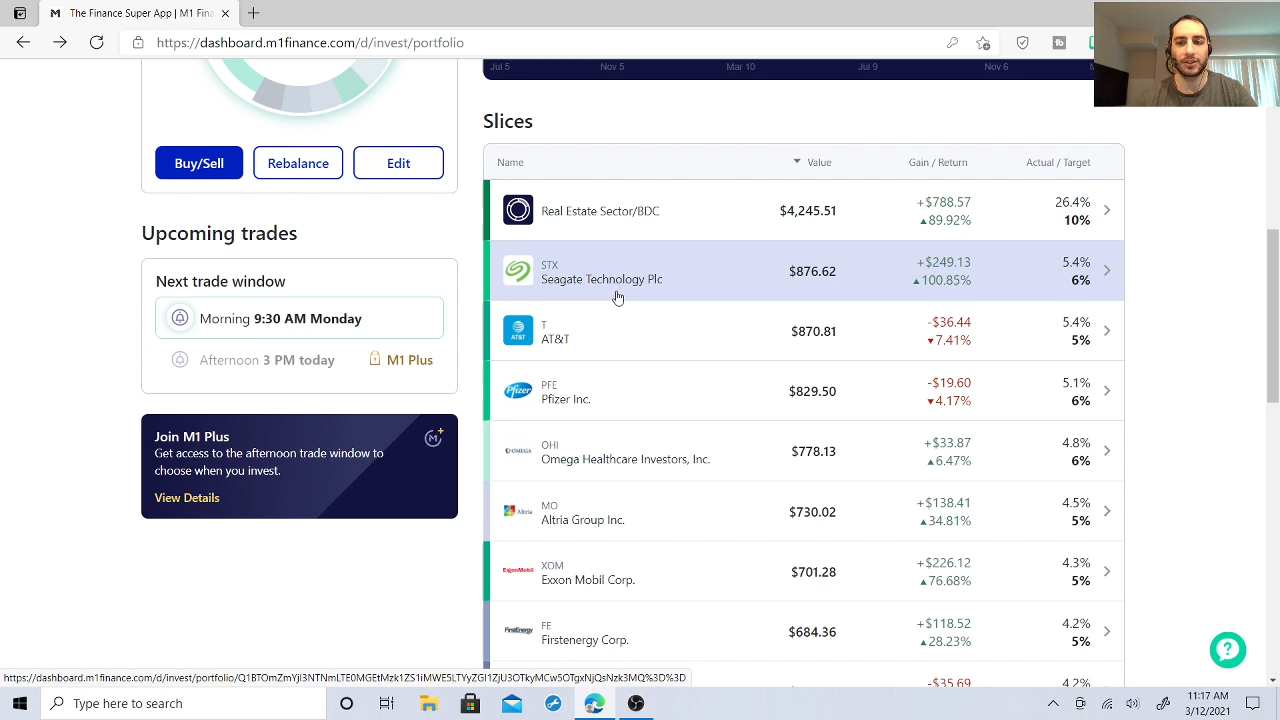 The Finance Super App | M1 Fina
https://dashboard.m1finance.com/d/invest/portfolio
Jul 5 Nov 5 Mar 10 Jul 9 Nov 6
Buy/Sell Rebalance Edit
Upcoming trades
Next trade window
Morning 9:30 AM Monday
Afternoon 3 PM today M1 Plus
Join M1 Plus
Get access to the afternoon trade window to
choose when you invest.
View Details
Slices
Name Value Gain / Return Actual / Target
Real Estate Sector/BDC $4,245.51 +$788.57 26.4%
89.92% 10%
STX
Seagate Technology Plc $876.62 +$249.13 5.4%
100.85% 6%
T
AT&T $870.81 -$36.44 5.4%
7.41% 5%
PFE
Pfizer Inc. $829.50 -$19.60 5.1%
4.17% 6%
OHI
Omega Healthcare Investors, Inc. $778.13 +$33.87 4.8%
6.47% 6%
MO
Altria Group Inc. $730.02 +$138.41 4.5%
34.81% 5%
XOM
Exxon Mobil Corp. $701.28 +$226.12 4.3%
76.68% 5%
FE
Firstenergy Corp. $684.36 +$118.52 4.2%
28.23% 5%
-$35.69 4.2%
Type here to search
11:17 AM
3/12/2021